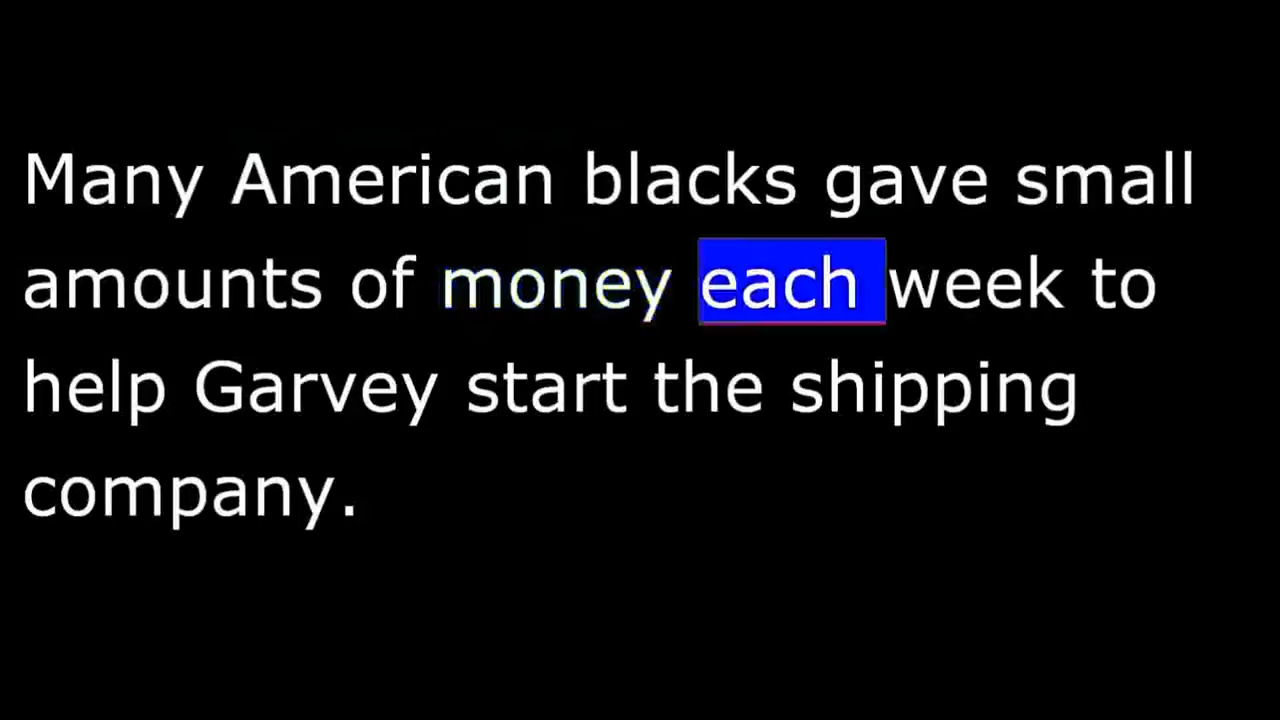 Many American blacks gave small
amounts of money each week to
help Garvey start the shipping
company.